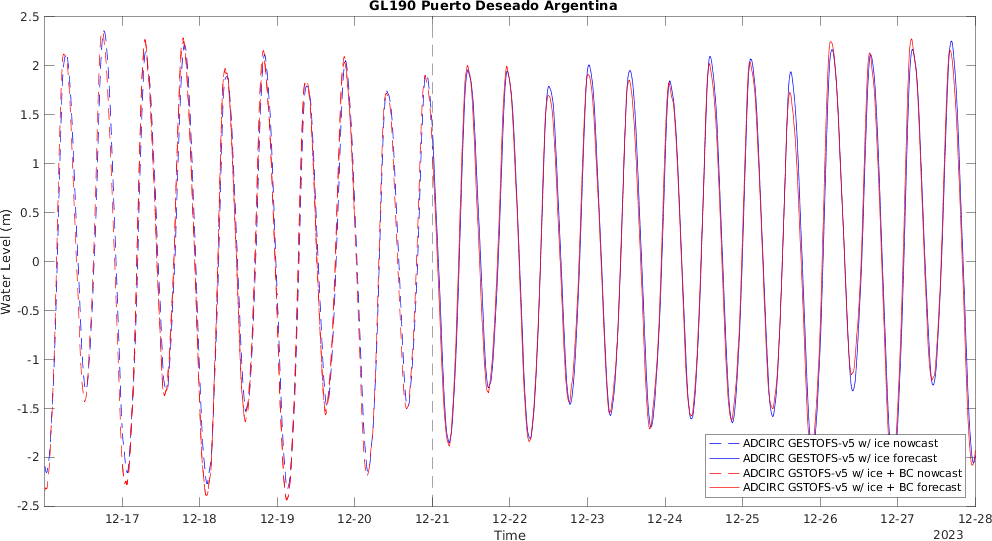 GL190 Puerto Deseado Argentina
2.5
2
1.5
1
0.5
0
-0.5
-1
-1.5
-2
-2.5
Water Level (m)
12-17 12-18 12-19 12-20 12-21 12-22 12-23 12-24 12-25 12-26 12-27 12-28
Time
2023
ADCIRC GESTOFS-v5 w/ ice nowcast
ADCIRC GESTOFS-v5 w/ ice forecast
ADCIRC GSTOFS-v5 w/ ice + BC nowcast
ADCIRC GSTOFS-v5 w/ ice + BC forecast